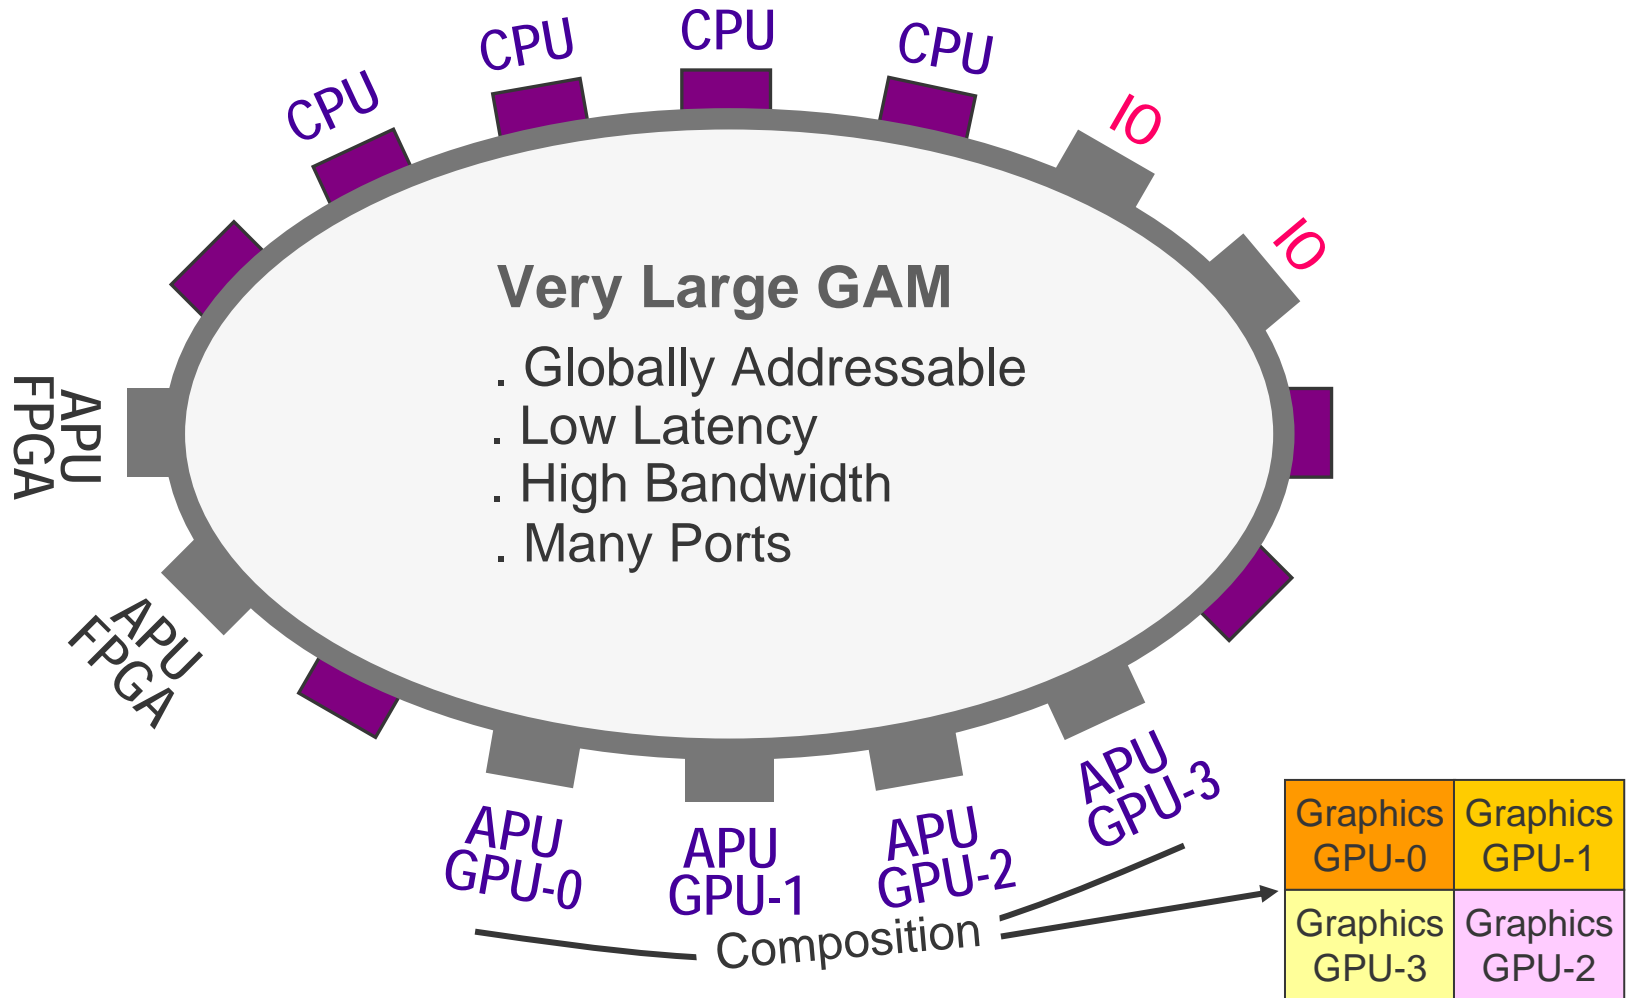 CPU
CPU
CPU
CPU
IO
IO
Very Large GAM
. Globally Addressable
. Low Latency
. High Bandwidth
. Many Ports
APU
FPGA
APU
FPGA
APU
GPU-0
APU
GPU-1
APU
GPU-2
APU
GPU-3
Composition
Graphics
GPU-0
Graphics
GPU-1
Graphics
GPU-3
Graphics
GPU-2